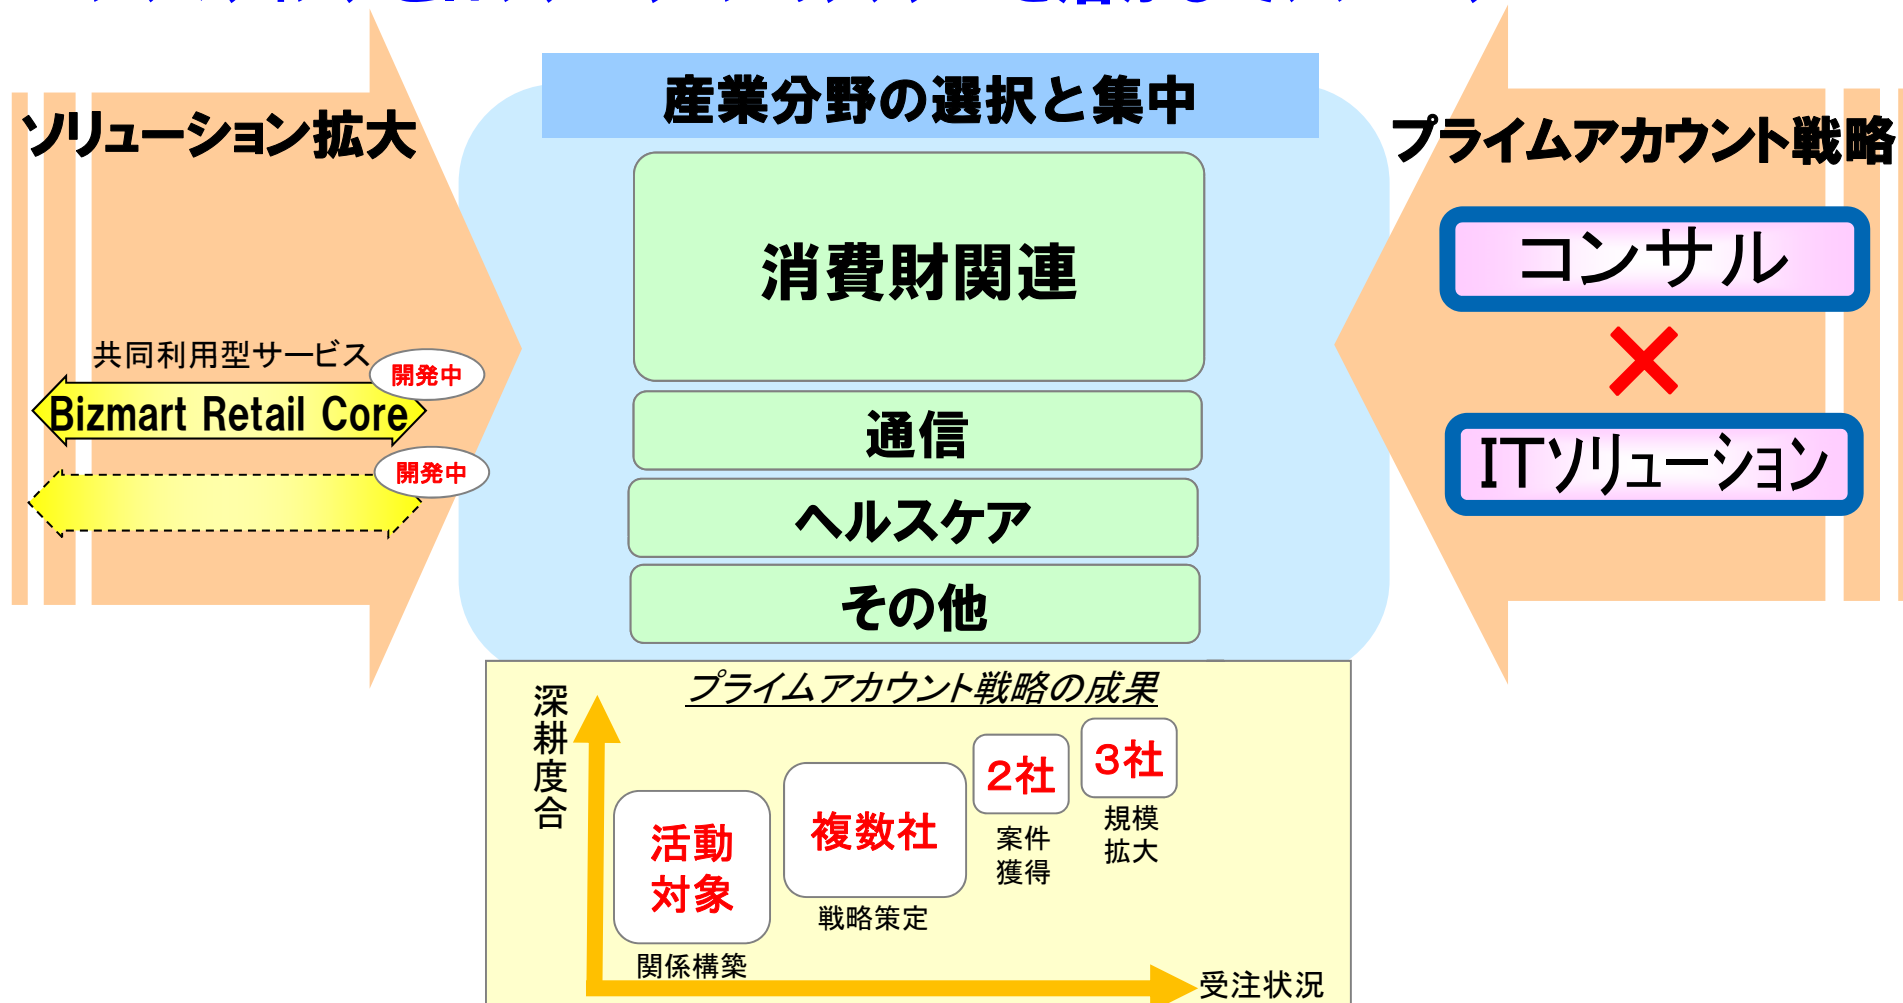 産業分野の選択と集中
ソリューション拡大
プライムアカウント戦略
消費財関連
コンサル
×
ITソリューション
共同利用型サービス
開発中
Bizmart Retail Core
開発中
通信
ヘルスケア
その他
プライムアカウント戦略の成果
深耕度合
活動
対象
関係構築
複数社
戦略策定
２社
案件
獲得
３社
規模
拡大
受注状況